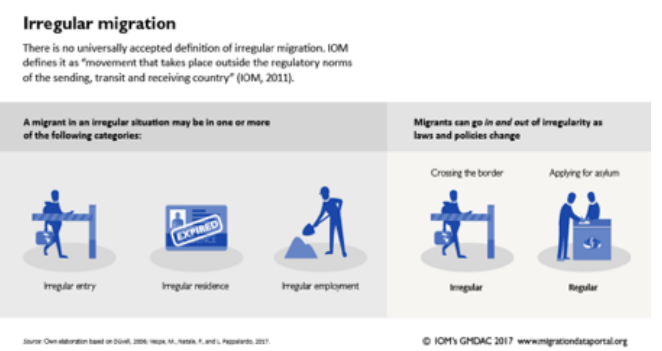 Irregular migration
There is no universally accepted definition of irregular migration. IOM
defines it as “movement that takes place outside the regulatory norms
of the sending, transit and receiving country” (IOM, 2011).
A migrant in an irregular situation may be in one or more
of the following categories:
Migrants can go in and out of irregularity as
laws and policies change
Crossing the border
Applying for asylum
EXPIRED
Irregular entry
Irregular residence
Irregular employment
Irregular
Regular
Source: Own elaboration based on Düvell, 2006; Vespe, M., Natale, F. and L. Pappalardo, 2017.
© IOM's GMDAC 2017 www.migrationdataportal.org